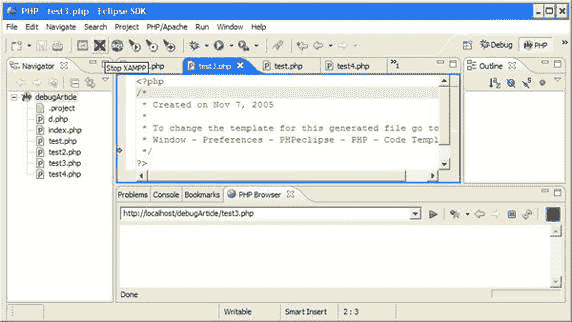 PHP - test3.php - Eclipse SDK
File Edit Navigate Search Project PHP/Apache Run Window Help
Debug PHP
Navigator
Stop XAMPP
.php
test3.php
test.php
test4.php
»1
Outline
debugArticle
.project
d.php
index.php
test.php
test2.php
test3.php
test4.php
<?php
/*
* Created on Nov 7, 2005
*
* To change the template for this generated file go to
* Window - Preferences - PHPeclipse - PHP - Code Templ
*/
?>
Problems Console Bookmarks PHP Browser
http://localhost/debugArticle/test3.php
Done
Writable Smart Insert 2 : 3